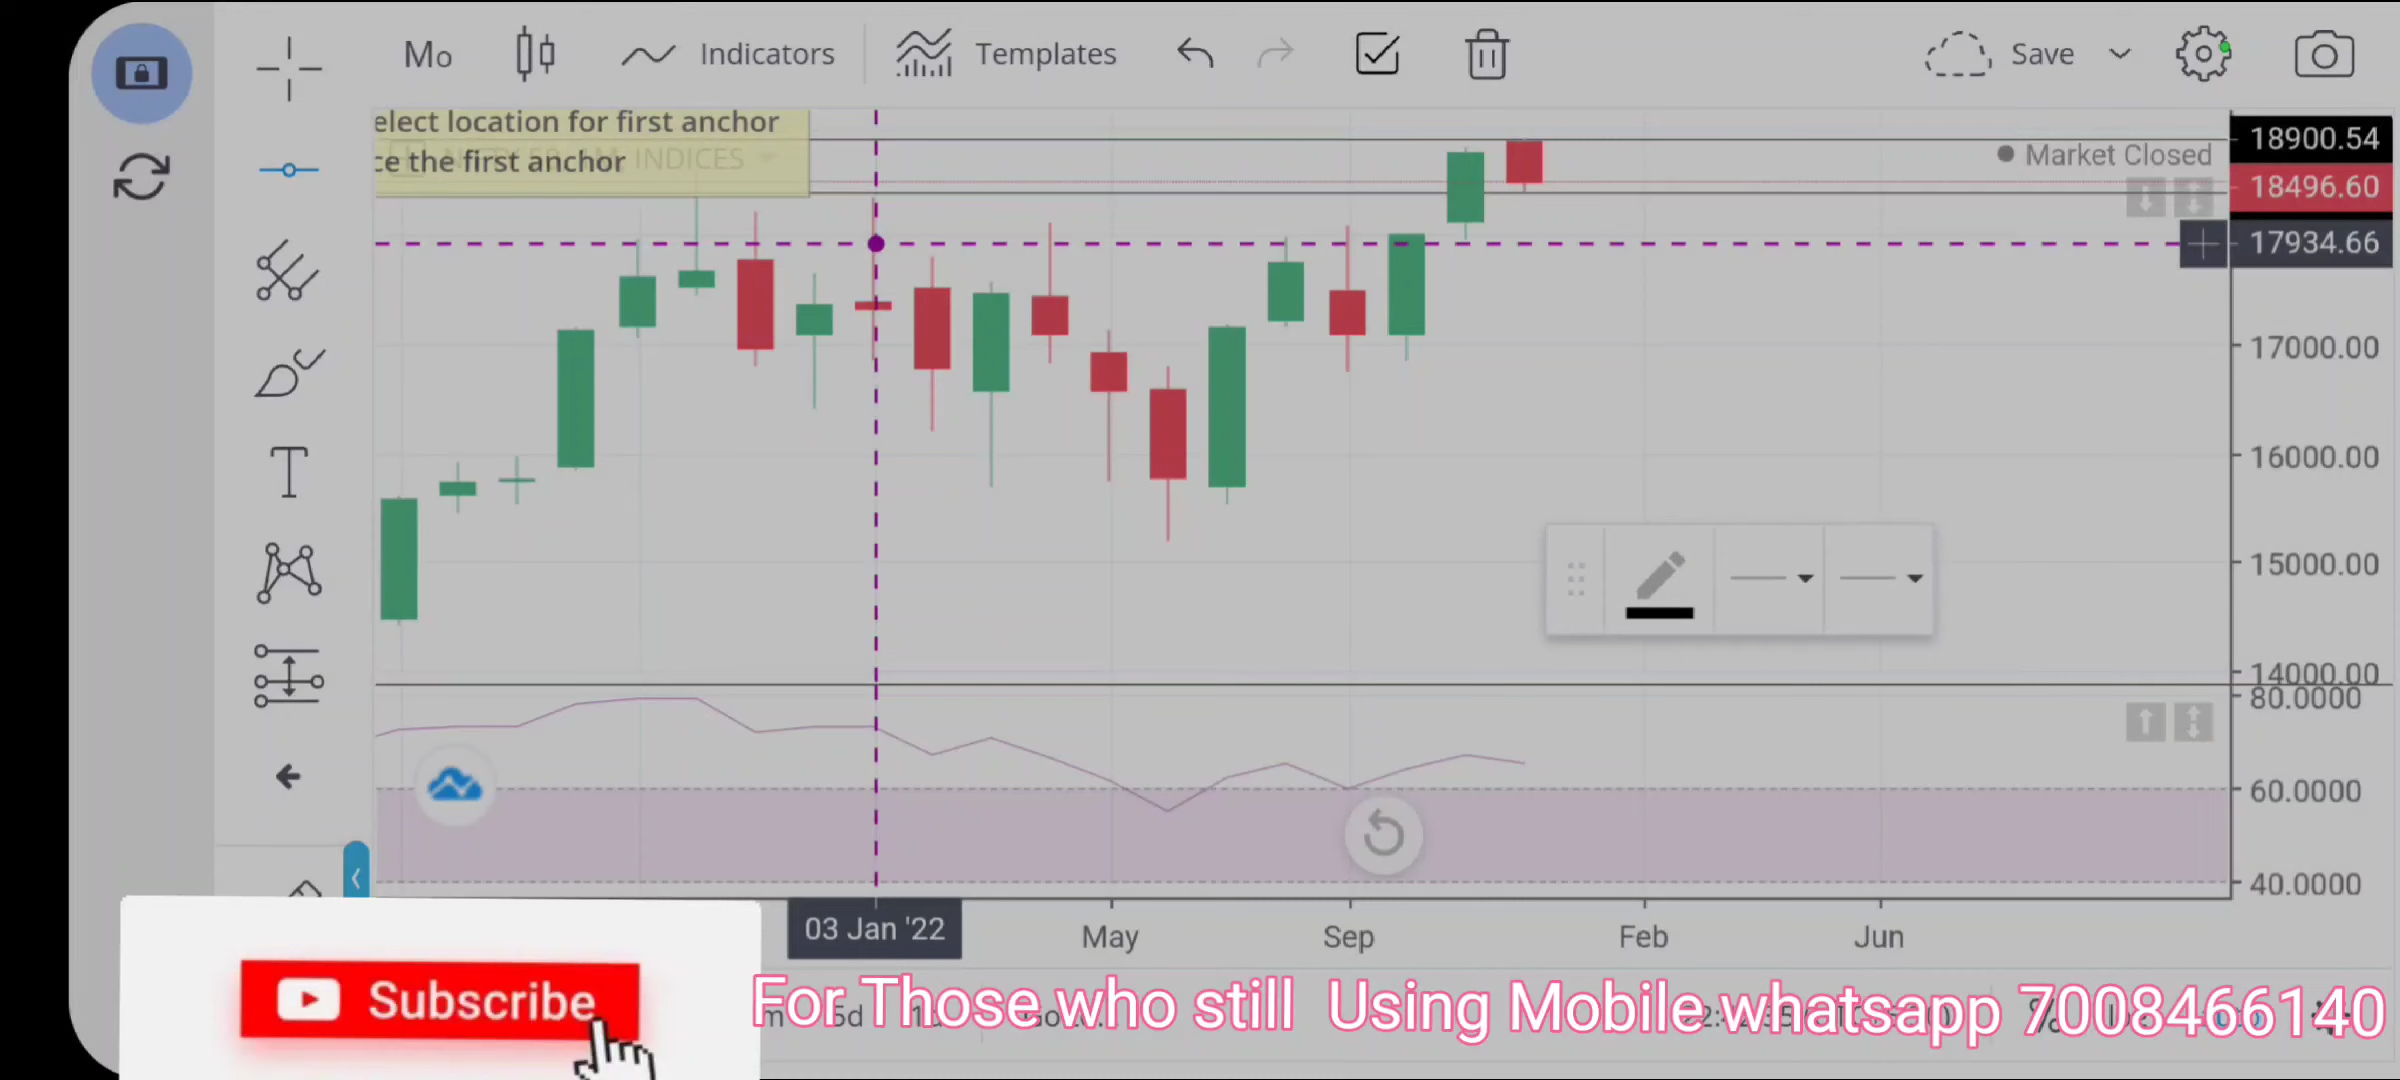 Mo Indicators Templates Save
elect location for first anchor
ce the first anchor
INDICES
Market Closed
18900.54
18496.60
17934.66
17000.00
16000.00
15000.00
14000.00
80.0000
60.0000
40.0000
03 Jan '22 May Sep Feb Jun
Subscribe
For Those who still Using Mobile whatsapp 7008466140
5d